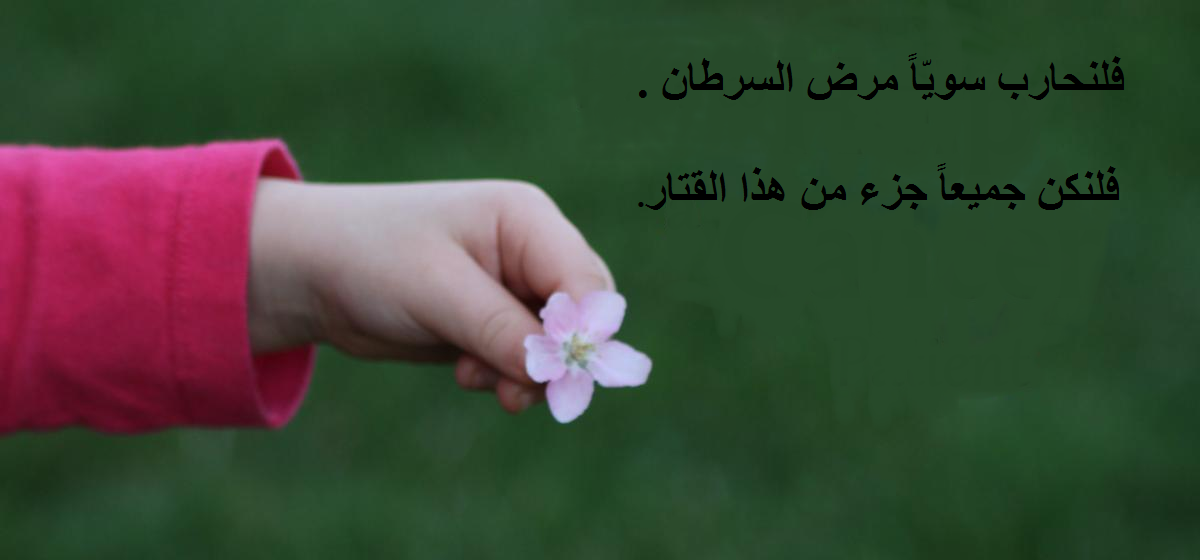 فلنحارب سويّاً مرض السرطان .
فلنكن جميعاً جزء من هذا القتار.